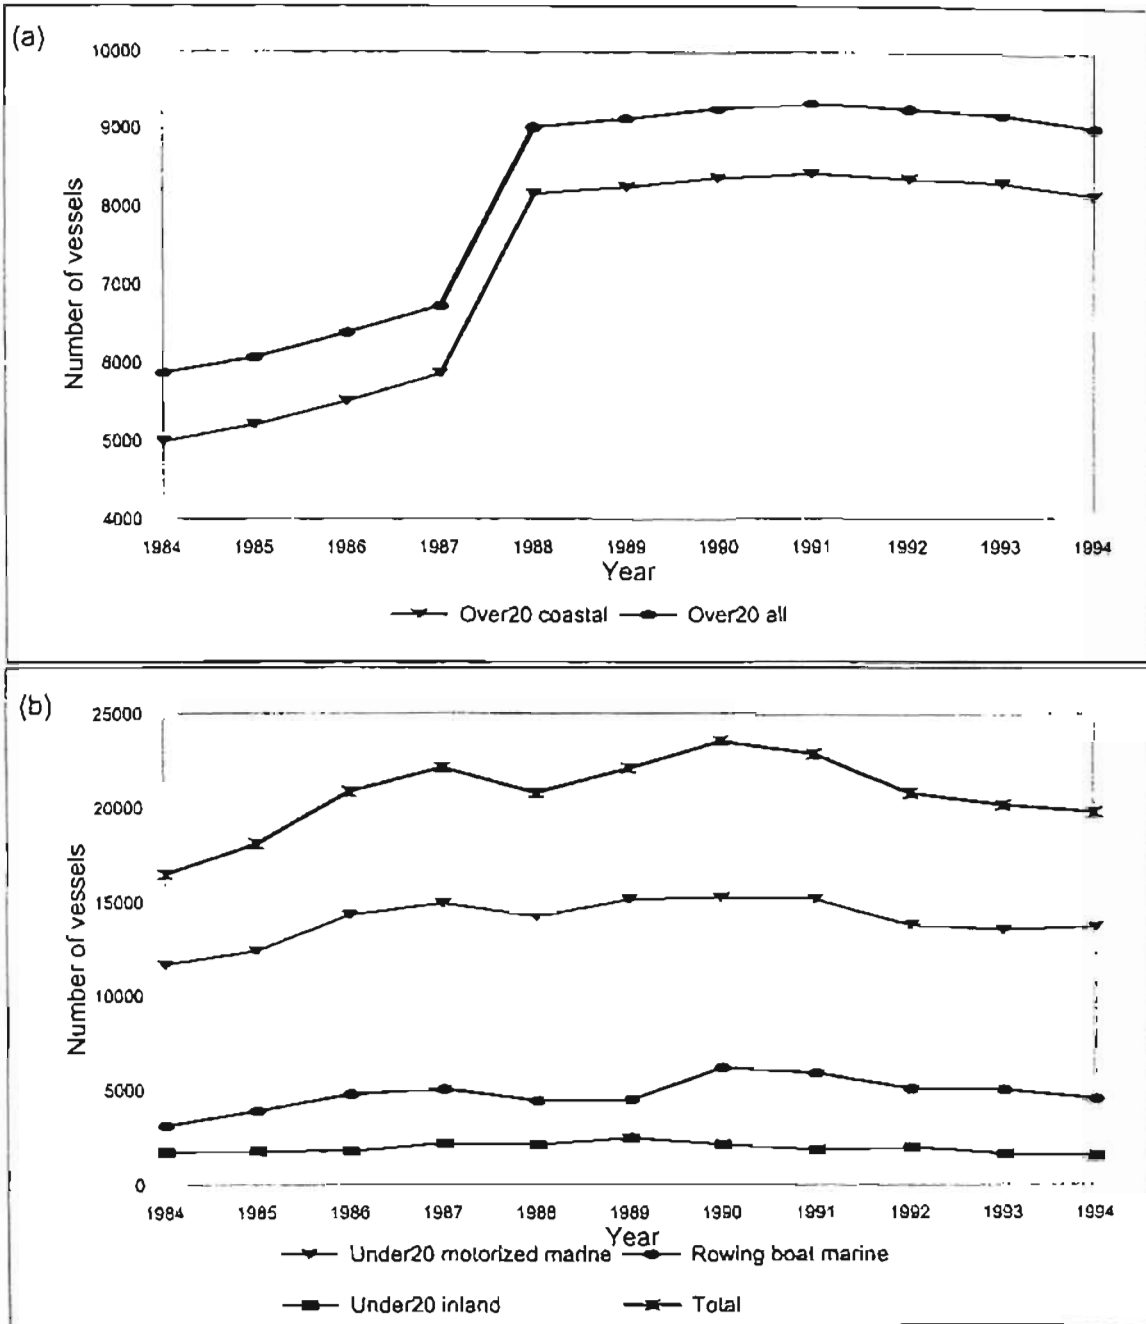 (a)
10000
9000
8000
7000
8000
5000
4000
Number of vessels
1984 1985 1986 1987 1988 1989 1990 1991 1992 1993 1994
Year
Over20 coastal Over20 all
(b)
25000
20000
15000
10000
5000
0
Number of vessels
1984 1985 1986 1987 1988 1989 1990 1991 1992 1993 1994
Year
Under20 motorized marine Rowing boat marine
Under20 inland Total